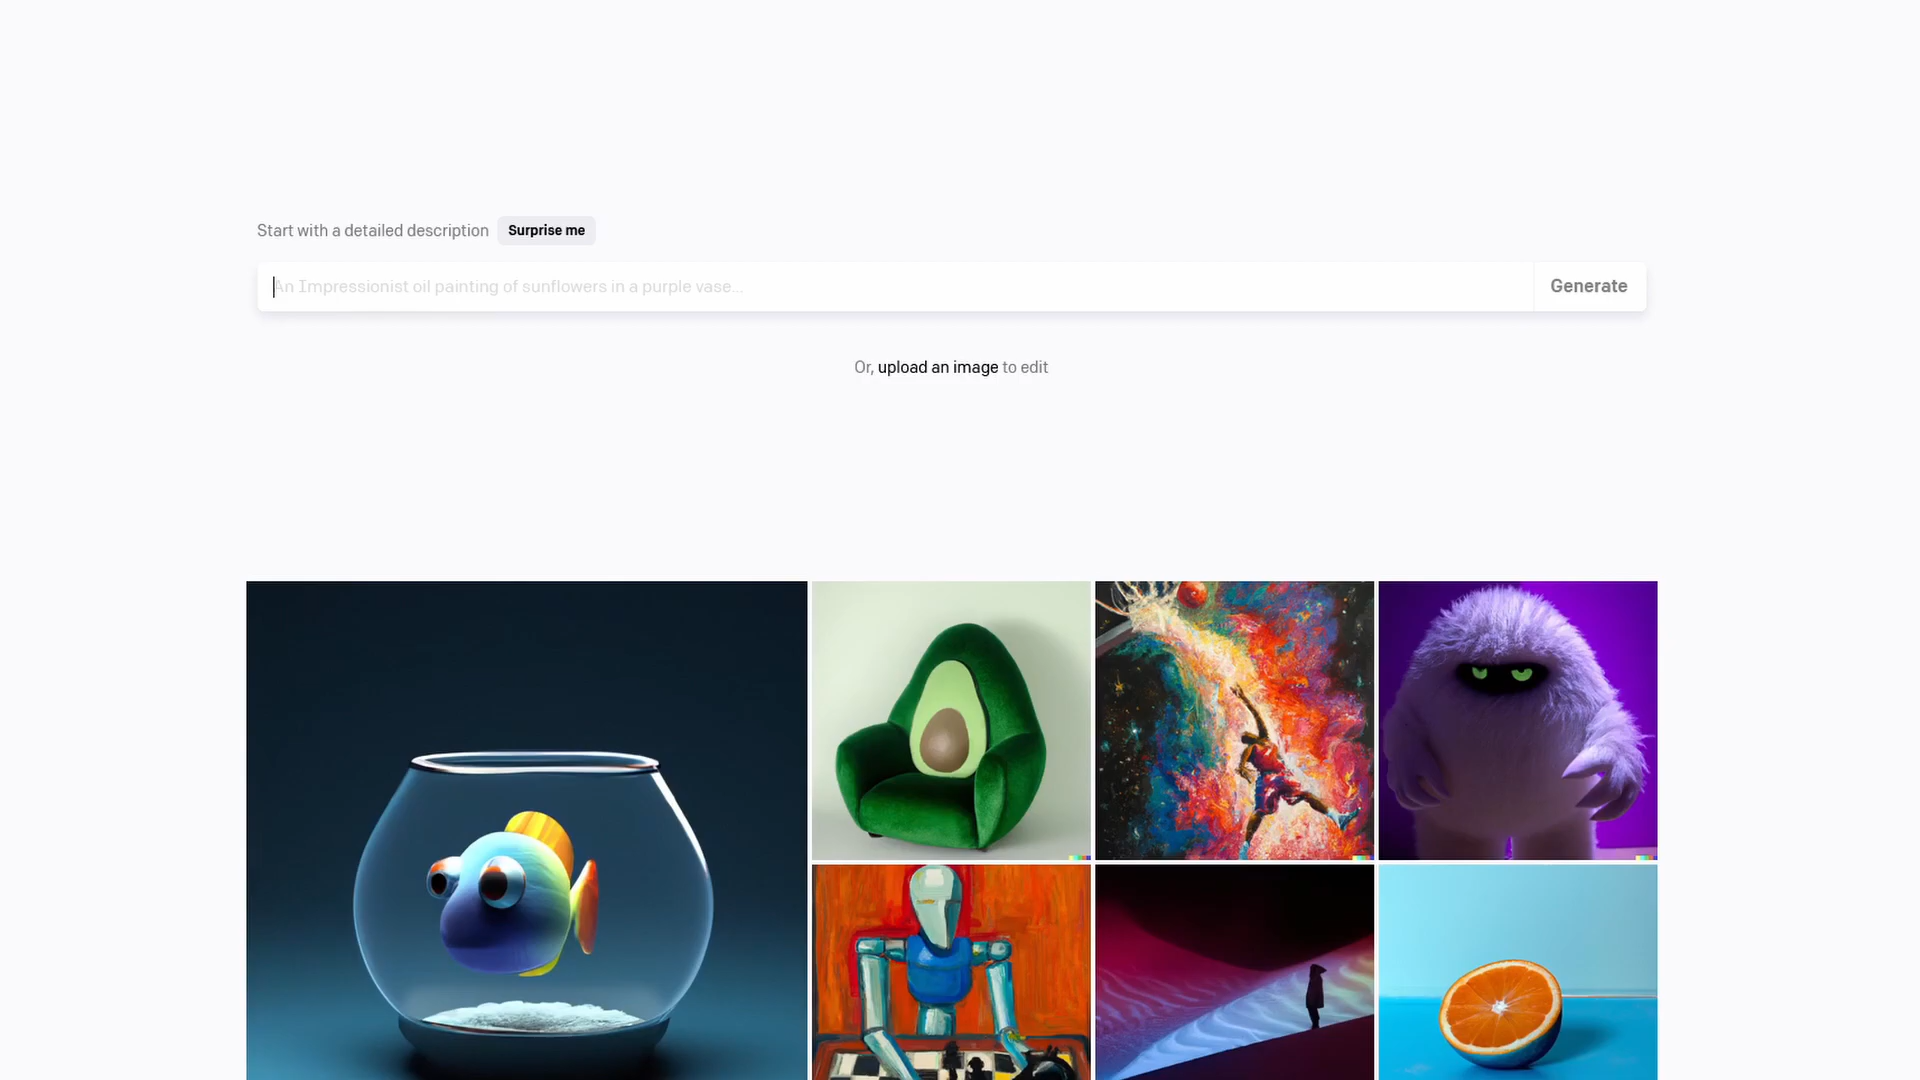 Start with a detailed description Surprise me
An Impressionist oil painting of sunflowers in a purple vase... Generate
Or, upload an image to edit